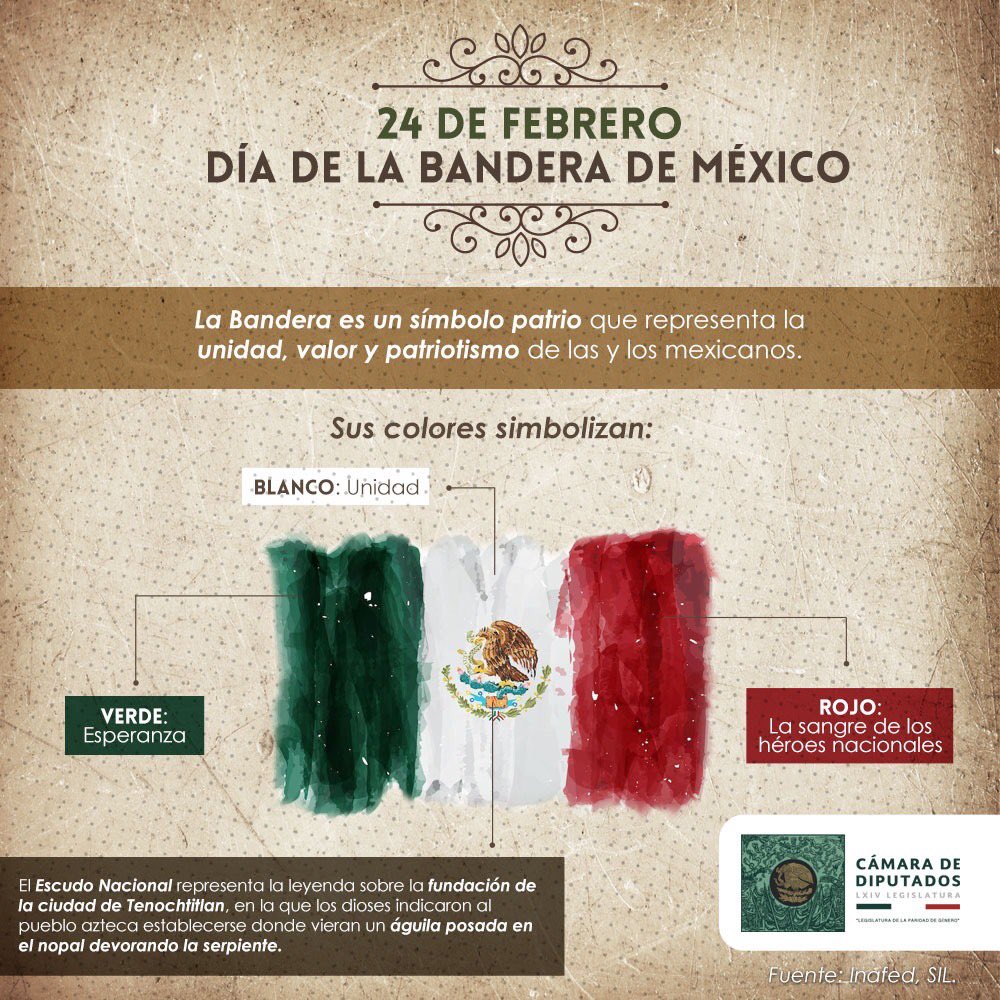 24 DE FEBRERO
DÍA DE LA BANDERA DE MÉXICO
La Bandera es un símbolo patrio que representa la
unidad, valor y patriotismo de las y los mexicanos.
Sus colores simbolizan:
BLANCO: Unidad
VERDE:
Esperanza
ROJO:
La sangre de los
héroes nacionales
El Escudo Nacional representa la leyenda sobre la fundación de
la ciudad de Tenochtitlan, en la que los dioses indicaron al
pueblo azteca establecerse donde vieran un águila posada en
el nopal devorando la serpiente.
CÁMARA DE
DIPUTADOS
LXIV LEGISLATURA
"LEGISLATURA DE LA PARIDAD DE GÉNERO"
Fuente: Inafed, SIL.